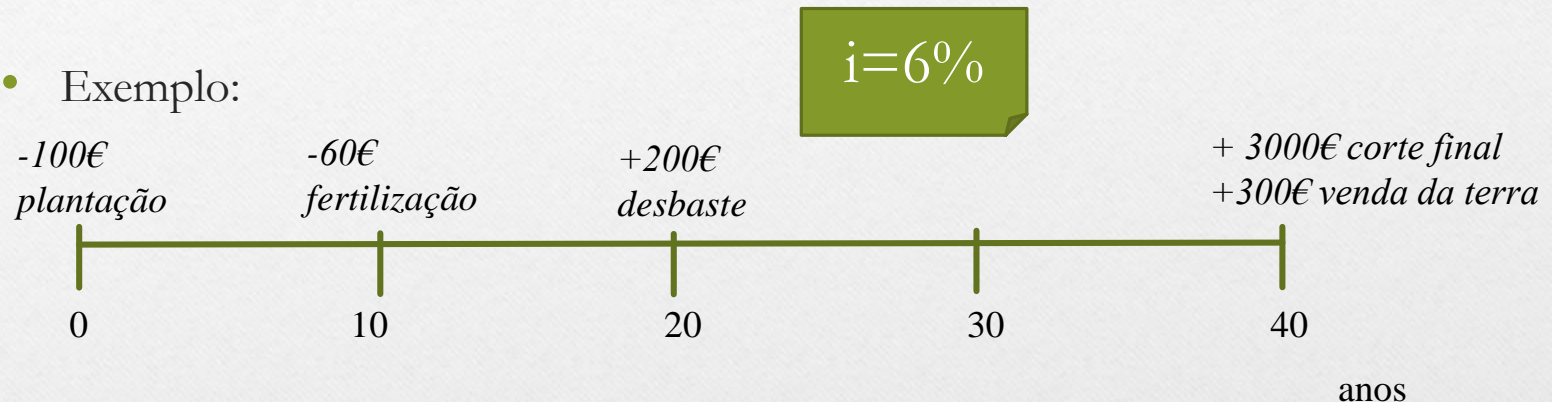 i=6%
• Exemplo:
-100€
plantação
-60€
fertilização
+200€
desbaste
+ 3000€ corte final
+300€ venda da terra
0 10 20 30 40
anos